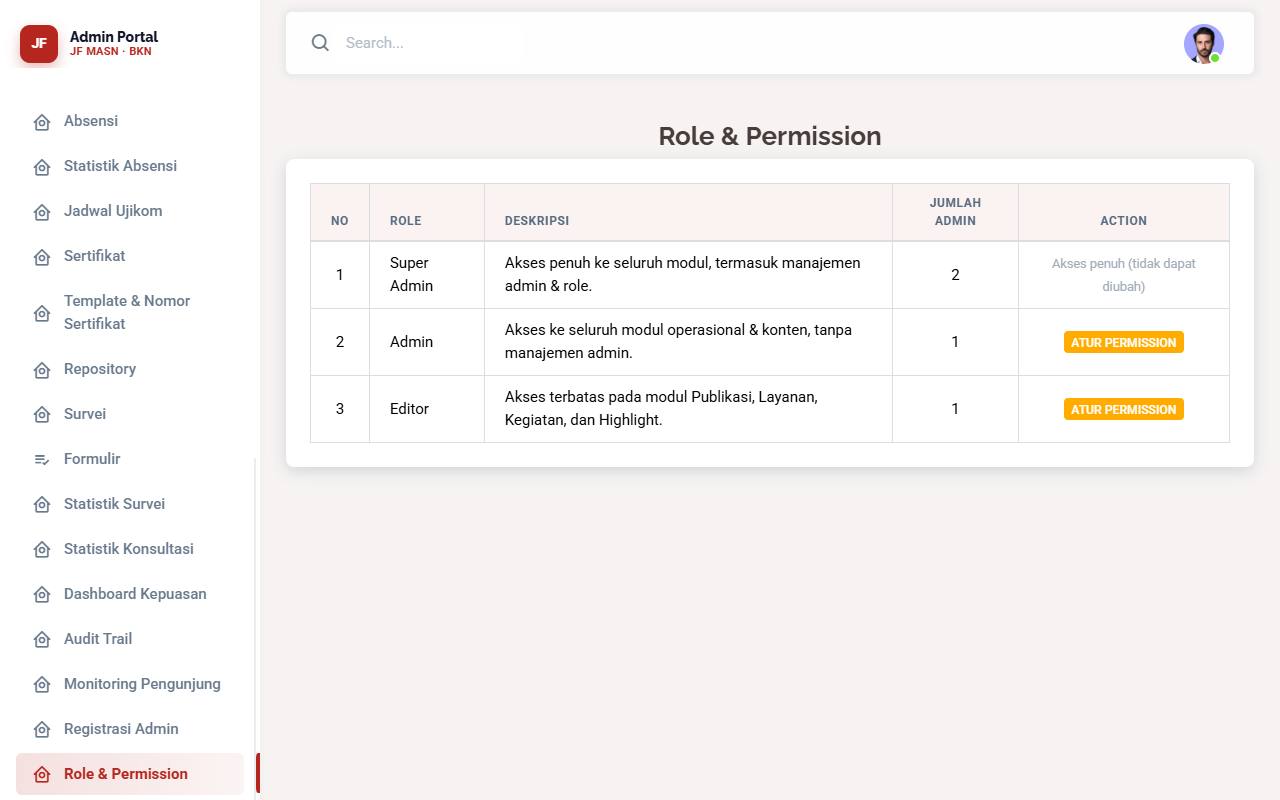 JF
Admin Portal
JF MASN · BKN
Search...
Absensi
Statistik Absensi
Jadwal Ujikom
Sertifikat
Template & Nomor
Sertifikat
Repository
Survei
Formulir
Statistik Survei
Statistik Konsultasi
Dashboard Kepuasan
Audit Trail
Monitoring Pengunjung
Registrasi Admin
Role & Permission
Role & Permission
NO ROLE DESKRIPSI JUMLAH ADMIN ACTION
1 Super Admin Akses penuh ke seluruh modul, termasuk manajemen admin & role. 2 Akses penuh (tidak dapat diubah)
2 Admin Akses ke seluruh modul operasional & konten, tanpa manajemen admin. 1 ATUR PERMISSION
3 Editor Akses terbatas pada modul Publikasi, Layanan, Kegiatan, dan Highlight. 1 ATUR PERMISSION